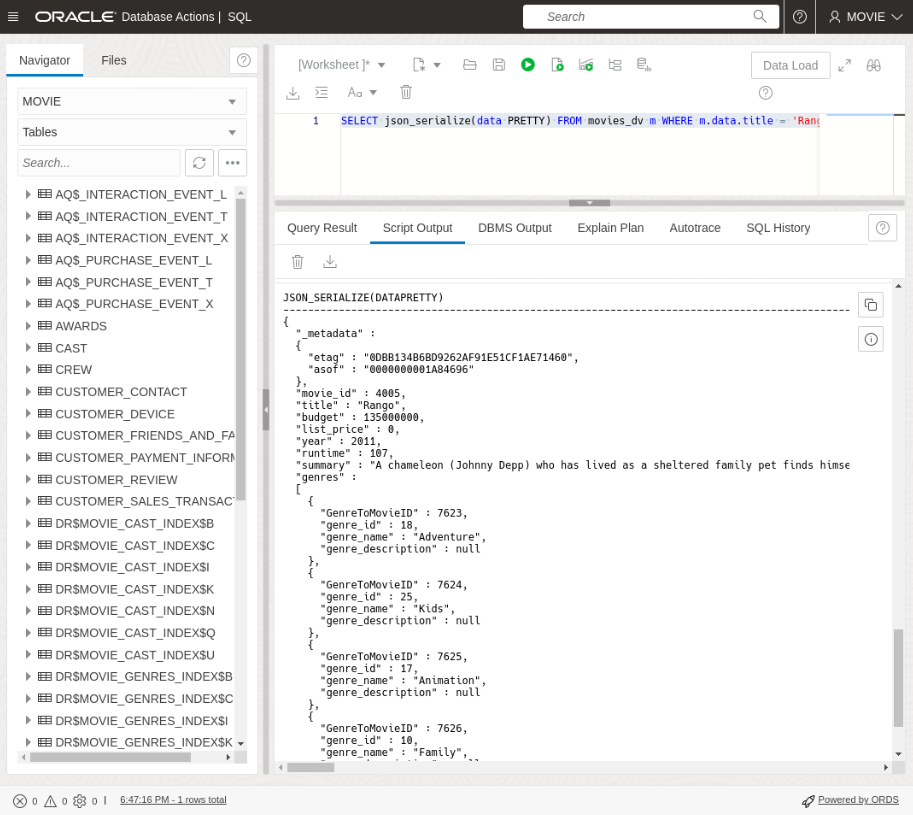 ORACLE Database Actions | SQL
Search
MOVIE
Navigator
Files
MOVIE
Tables
Search...
AQ$_INTERACTION_EVENT_L
AQ$_INTERACTION_EVENT_T
AQ$_INTERACTION_EVENT_X
AQ$_PURCHASE_EVENT_L
AQ$_PURCHASE_EVENT_T
AQ$_PURCHASE_EVENT_X
AWARDS
CAST
CREW
CUSTOMER_CONTACT
CUSTOMER_DEVICE
CUSTOMER_FRIENDS_AND_FA
CUSTOMER_PAYMENT_INFORM
CUSTOMER_REVIEW
CUSTOMER_SALES_TRANSACT
DR$MOVIE_CAST_INDEX$B
DR$MOVIE_CAST_INDEX$C
DR$MOVIE_CAST_INDEX$I
DR$MOVIE_CAST_INDEX$K
DR$MOVIE_CAST_INDEX$N
DR$MOVIE_CAST_INDEX$Q
DR$MOVIE_CAST_INDEX$U
DR$MOVIE_GENRES_INDEX$B
DR$MOVIE_GENRES_INDEX$C
DR$MOVIE_GENRES_INDEX$I
DR$MOVIE_GENRES_INDEX$K
[Worksheet ]*
Data Load
Aa
1 SELECT json_serialize(data PRETTY) FROM movies_dv m WHERE m.data.title = 'Rang
Query Result
Script Output
DBMS Output
Explain Plan
Autotrace
SQL History
JSON_SERIALIZE(DATAPRETTY)
--------------------------------------------------------------------------------------------
{
"_metadata" :
{
"etag" : "0DBB134B6BD9262AF91E51CF1AE71460",
"asof" : "0000000001A84696"
},
"movie_id" : 4005,
"title" : "Rango",
"budget" : 135000000,
"list_price" : 0,
"year" : 2011,
"runtime" : 107,
"summary" : "A chameleon (Johnny Depp) who has lived as a sheltered family pet finds himse
"genres" :
[
{
"GenreToMovieID" : 7623,
"genre_id" : 18,
"genre_name" : "Adventure",
"genre_description" : null
},
{
"GenreToMovieID" : 7624,
"genre_id" : 25,
"genre_name" : "Kids",
"genre_description" : null
},
{
"GenreToMovieID" : 7625,
"genre_id" : 17,
"genre_name" : "Animation",
"genre_description" : null
},
{
"GenreToMovieID" : 7626,
"genre_id" : 10,
"genre_name" : "Family",
0 0 0 | 6:47:16 PM - 1 rows total
Powered by ORDS